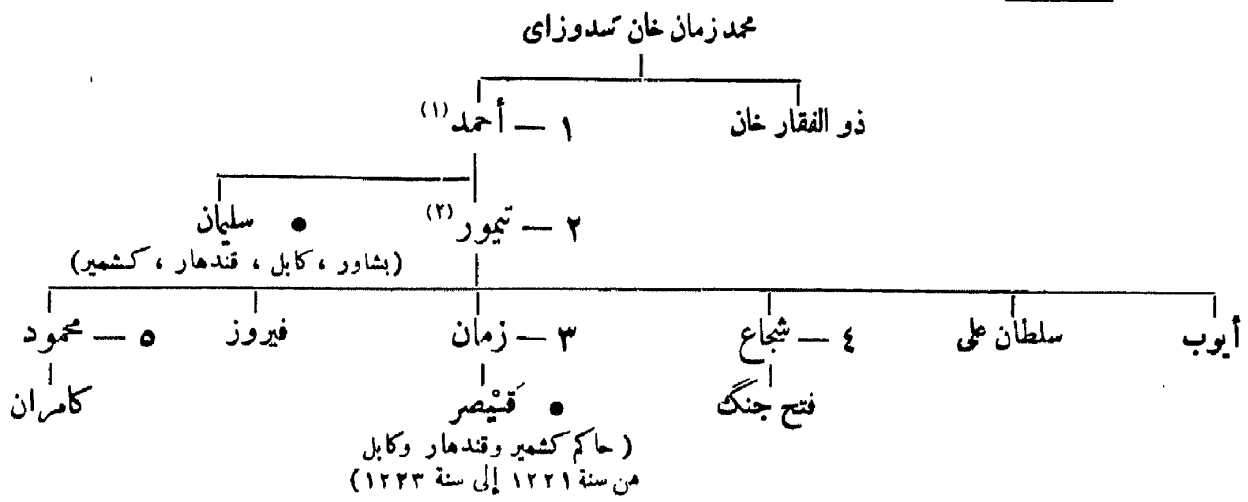 محمد زمان خان سدوزاى
ذو الفقار خان
١ — أحمد (١)
٢ — تيمور (٢)
• سليمان
(بشاور ، كابل ، قندهار ، كشمير)
أيوب
سلطان على
٤ — شجاع
٣ — زمان
فيروز
٥ — محمود
فتح جنگ
• قَيْصر
كامران
( حاكم كشمير وقندهار وكابل
من سنة ١٢٢١ إلى سنة ١٢٢٣)